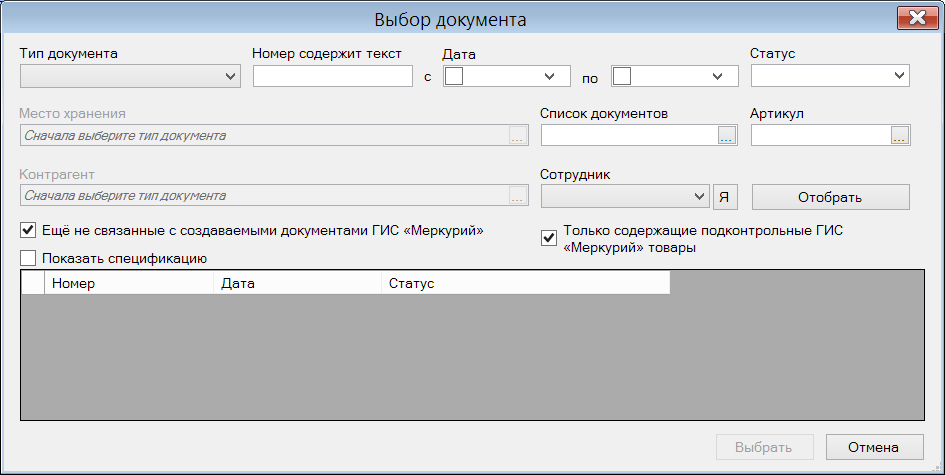 Выбор документа
Тип документа
Номер содержит текст
Дата
Статус
с
по
Место хранения
Список документов
Артикул
Сначала выберите тип документа
...
...
...
Контрагент
Сотрудник
Сначала выберите тип документа
...
Я
Отобрать
Ещё не связанные с создаваемыми документами ГИС «Меркурий»
Только содержащие подконтрольные ГИС
«Меркурий» товары
Показать спецификацию
Номер
Дата
Статус
Выбрать
Отмена